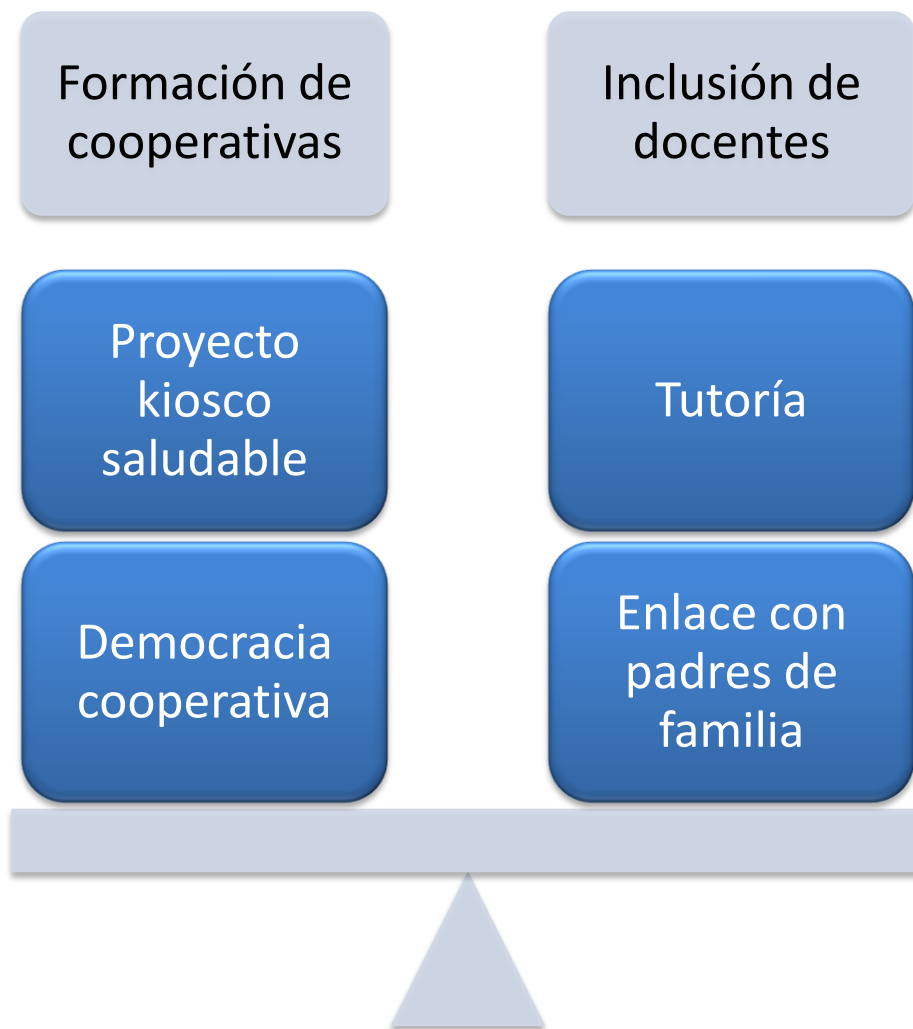 Formación de
cooperativas
Inclusión de
docentes
Proyecto
kiosco
saludable
Tutoría
Democracia
cooperativa
Enlace con
padres de
familia